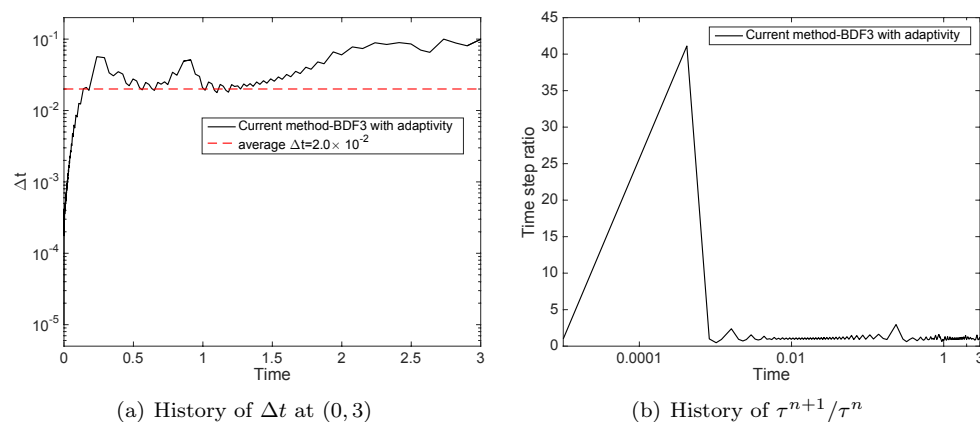 10^{-1}
10^{-2}
10^{-3}
10^{-4}
10^{-5}
Δt
0 0.5 1 1.5 2 2.5 3
Time
Current method-BDF3 with adaptivity
average Δt=2.0× 10^{-2}
(a) History of Δt at (0, 3)
45
40
35
30
25
20
15
10
5
0
Time step ratio
0.0001 0.01 1 3
Time
Current method-BDF3 with adaptivity
(b) History of τ^{n+1}/τ^n